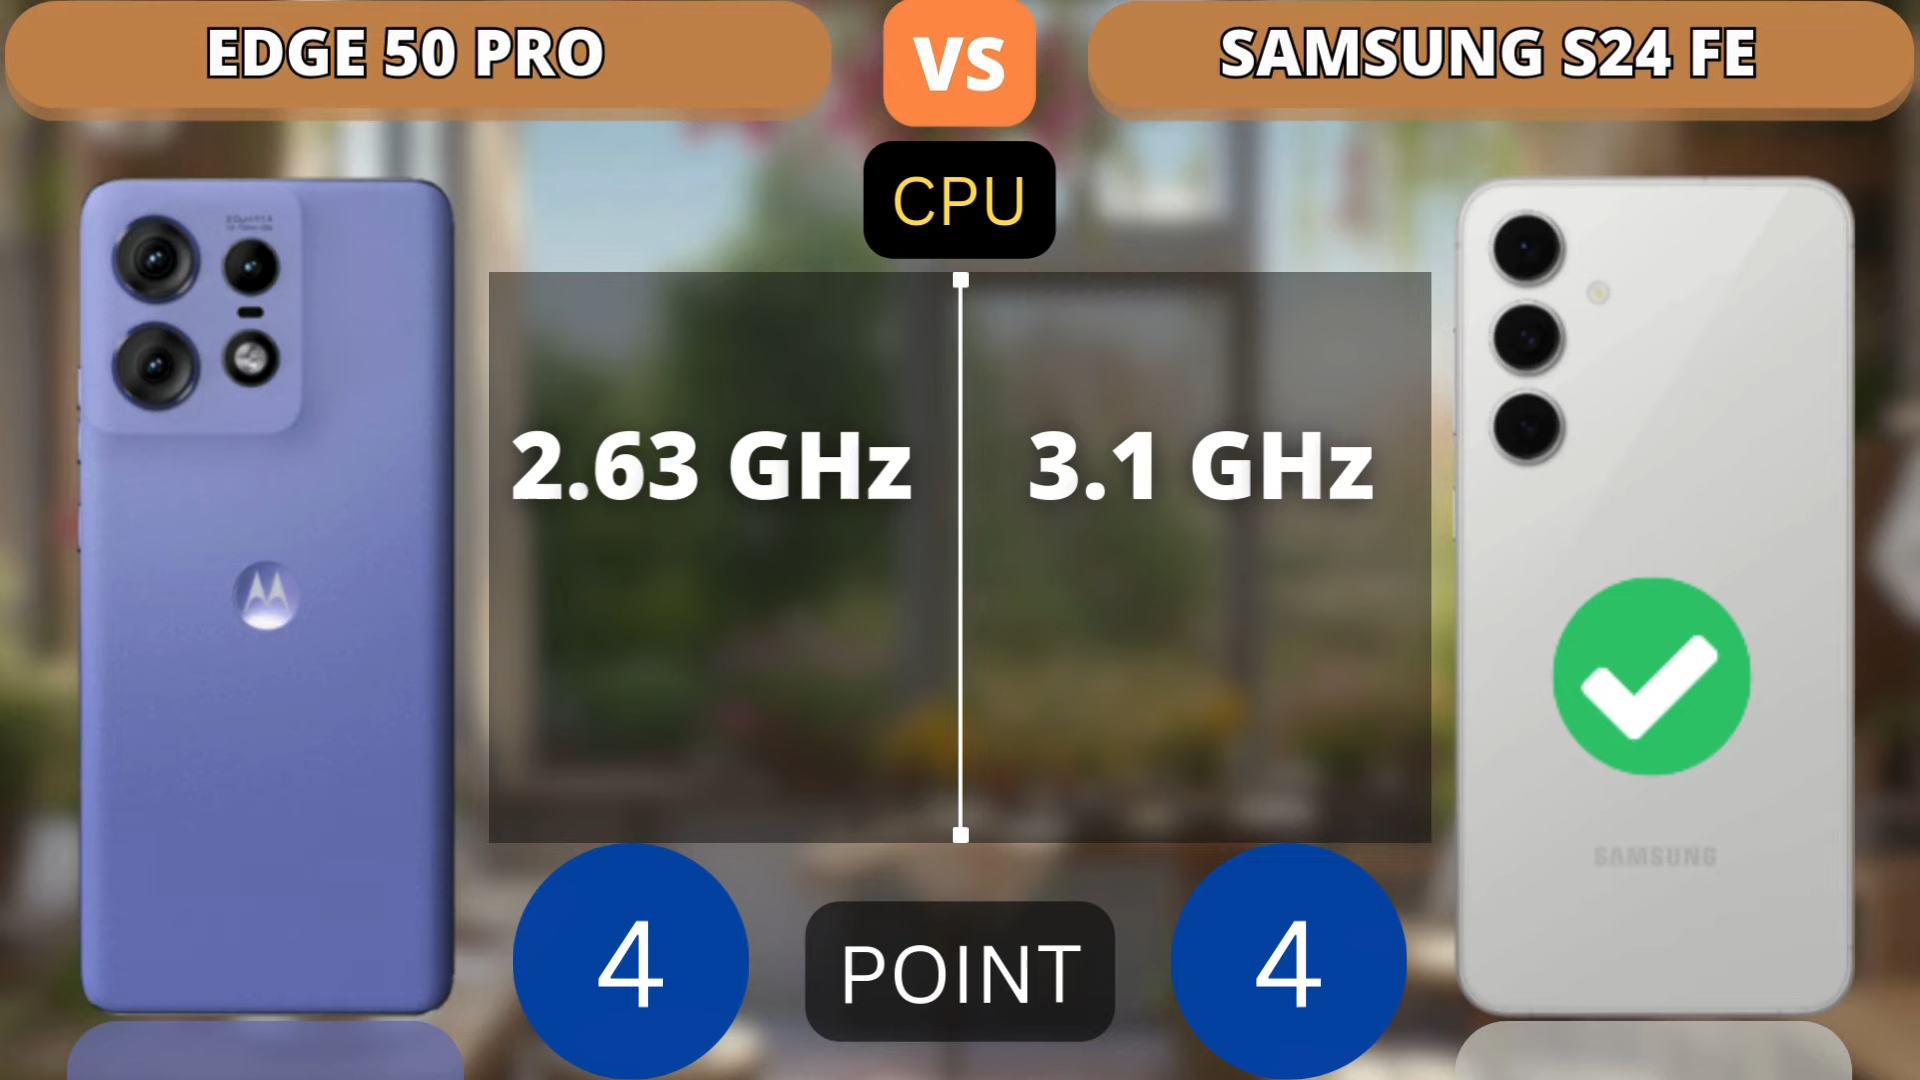 EDGE 50 PRO
VS
SAMSUNG S24 FE
CPU
2.63 GHz
3.1 GHz
SAMSUNG
4
POINT
4